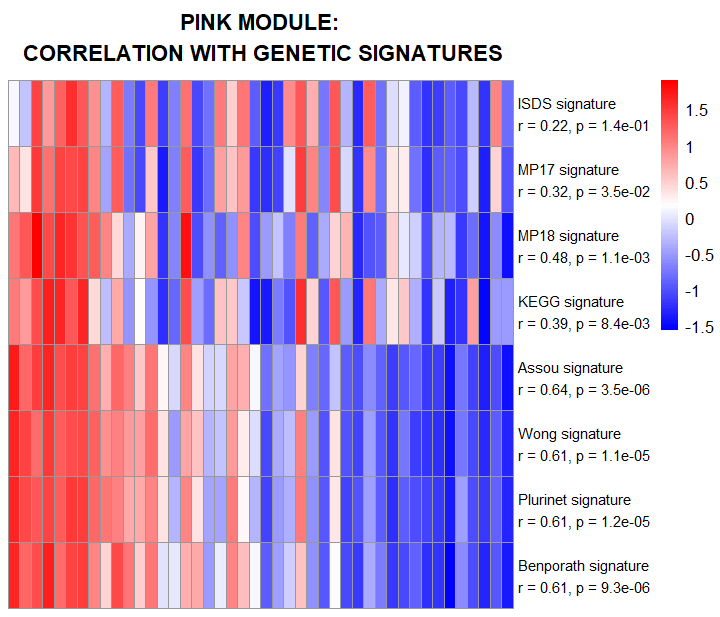 PINK MODULE:
CORRELATION WITH GENETIC SIGNATURES
ISDS signature
r = 0.22, p = 1.4e-01
MP17 signature
r = 0.32, p = 3.5e-02
MP18 signature
r = 0.48, p = 1.1e-03
KEGG signature
r = 0.39, p = 8.4e-03
Assou signature
r = 0.64, p = 3.5e-06
Wong signature
r = 0.61, p = 1.1e-05
Plurinet signature
r = 0.61, p = 1.2e-05
Benporath signature
r = 0.61, p = 9.3e-06
1.5
1
0.5
0
-0.5
-1
-1.5